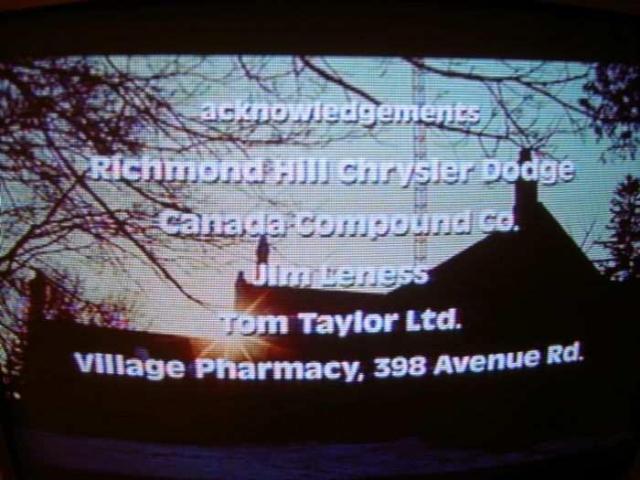 acknowledgements
Richmond Hill Chrysler Dodge
Canada Compound Co.
Jim Leness
Tom Taylor Ltd.
Village Pharmacy, 398 Avenue Rd.